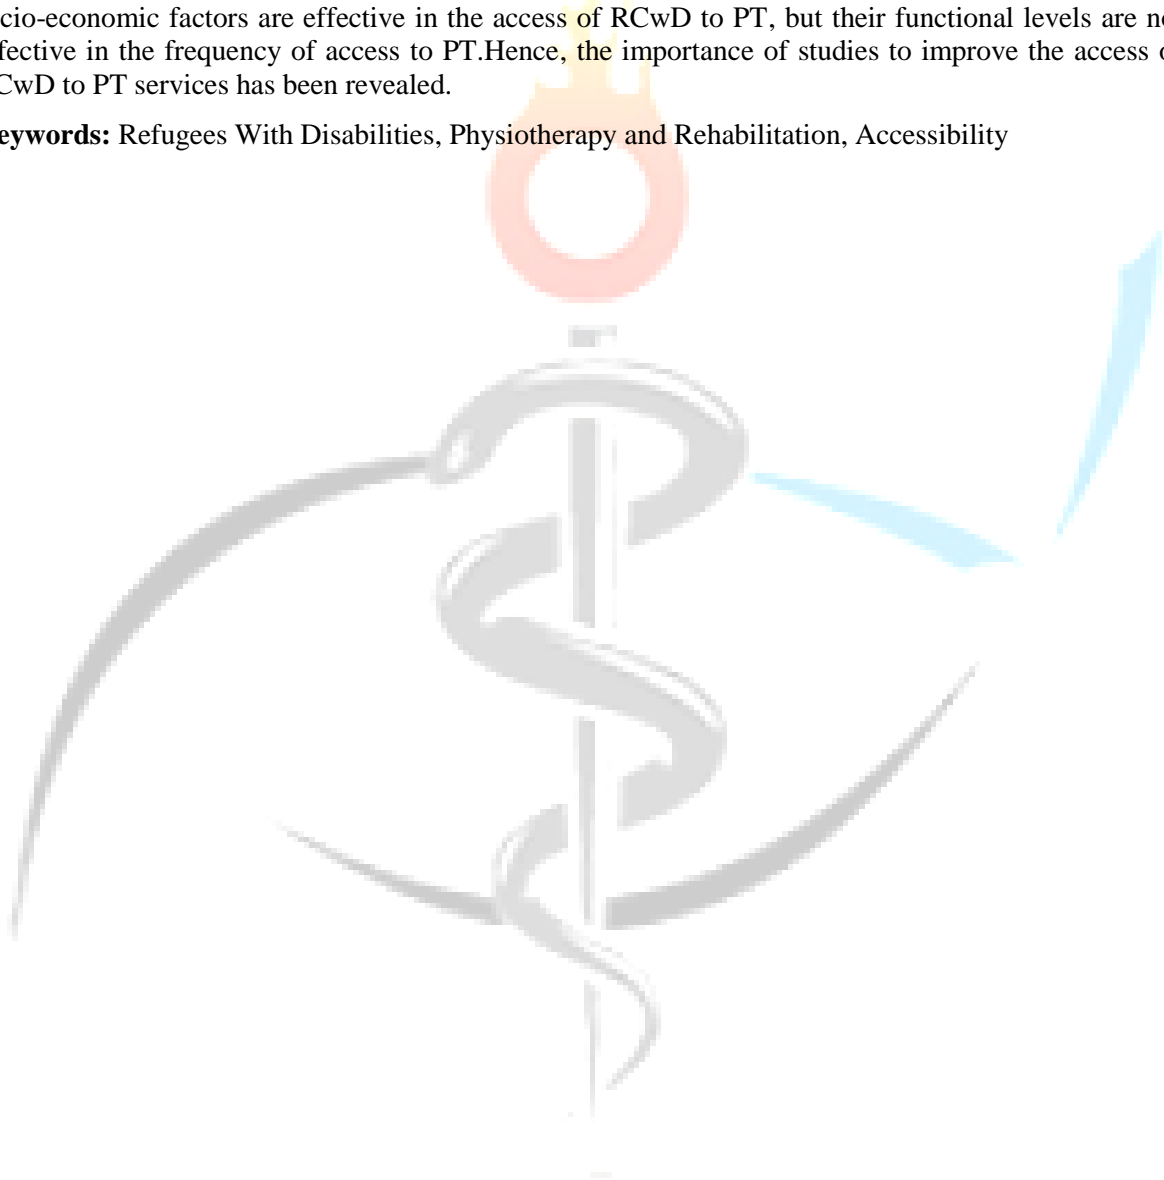 cio-economic factors are effective in the access of RCwD to PT, but their functional levels are
fective in the frequency of access to PT.Hence, the importance of studies to improve the access
CwD to PT services has been revealed.
eywords: Refugees With Disabilities, Physiotherapy and Rehabilitation, Accessibility